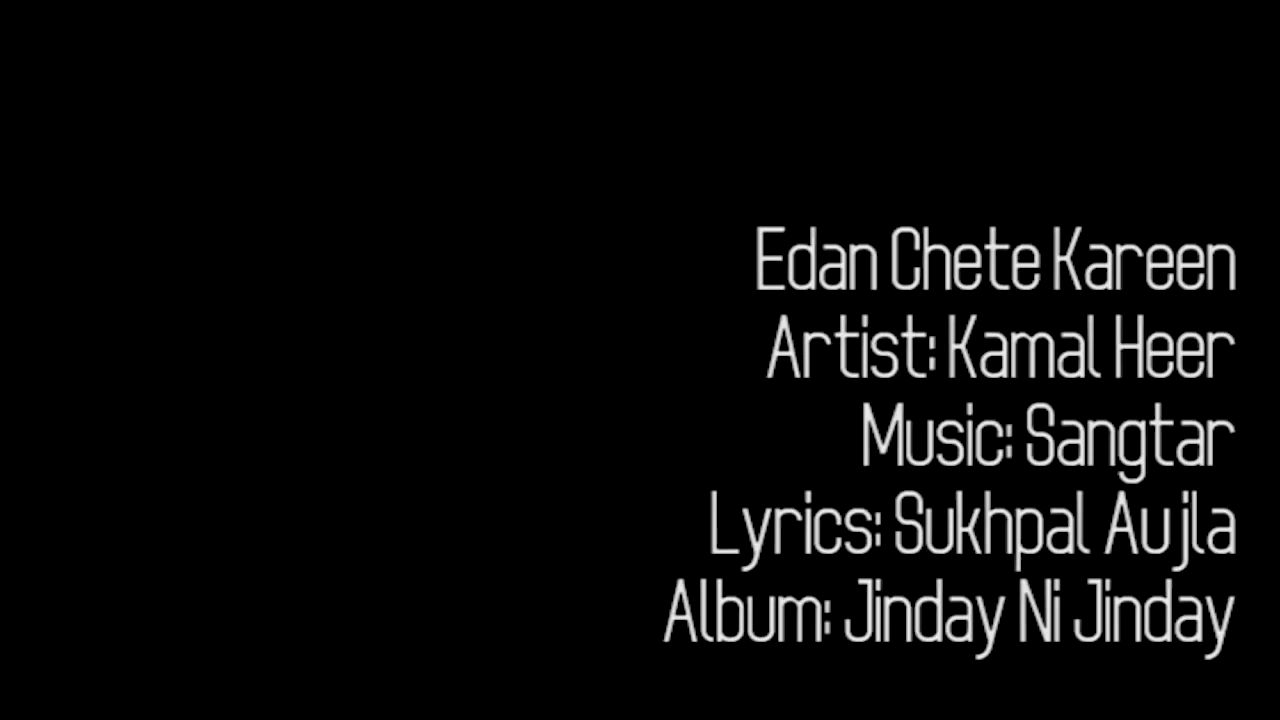 Edan Chete Kareen
Artist: Kamal Heer
Music: Sangtar
Lyrics: Sukhpal Aujla
Album: Jinday Ni Jinday